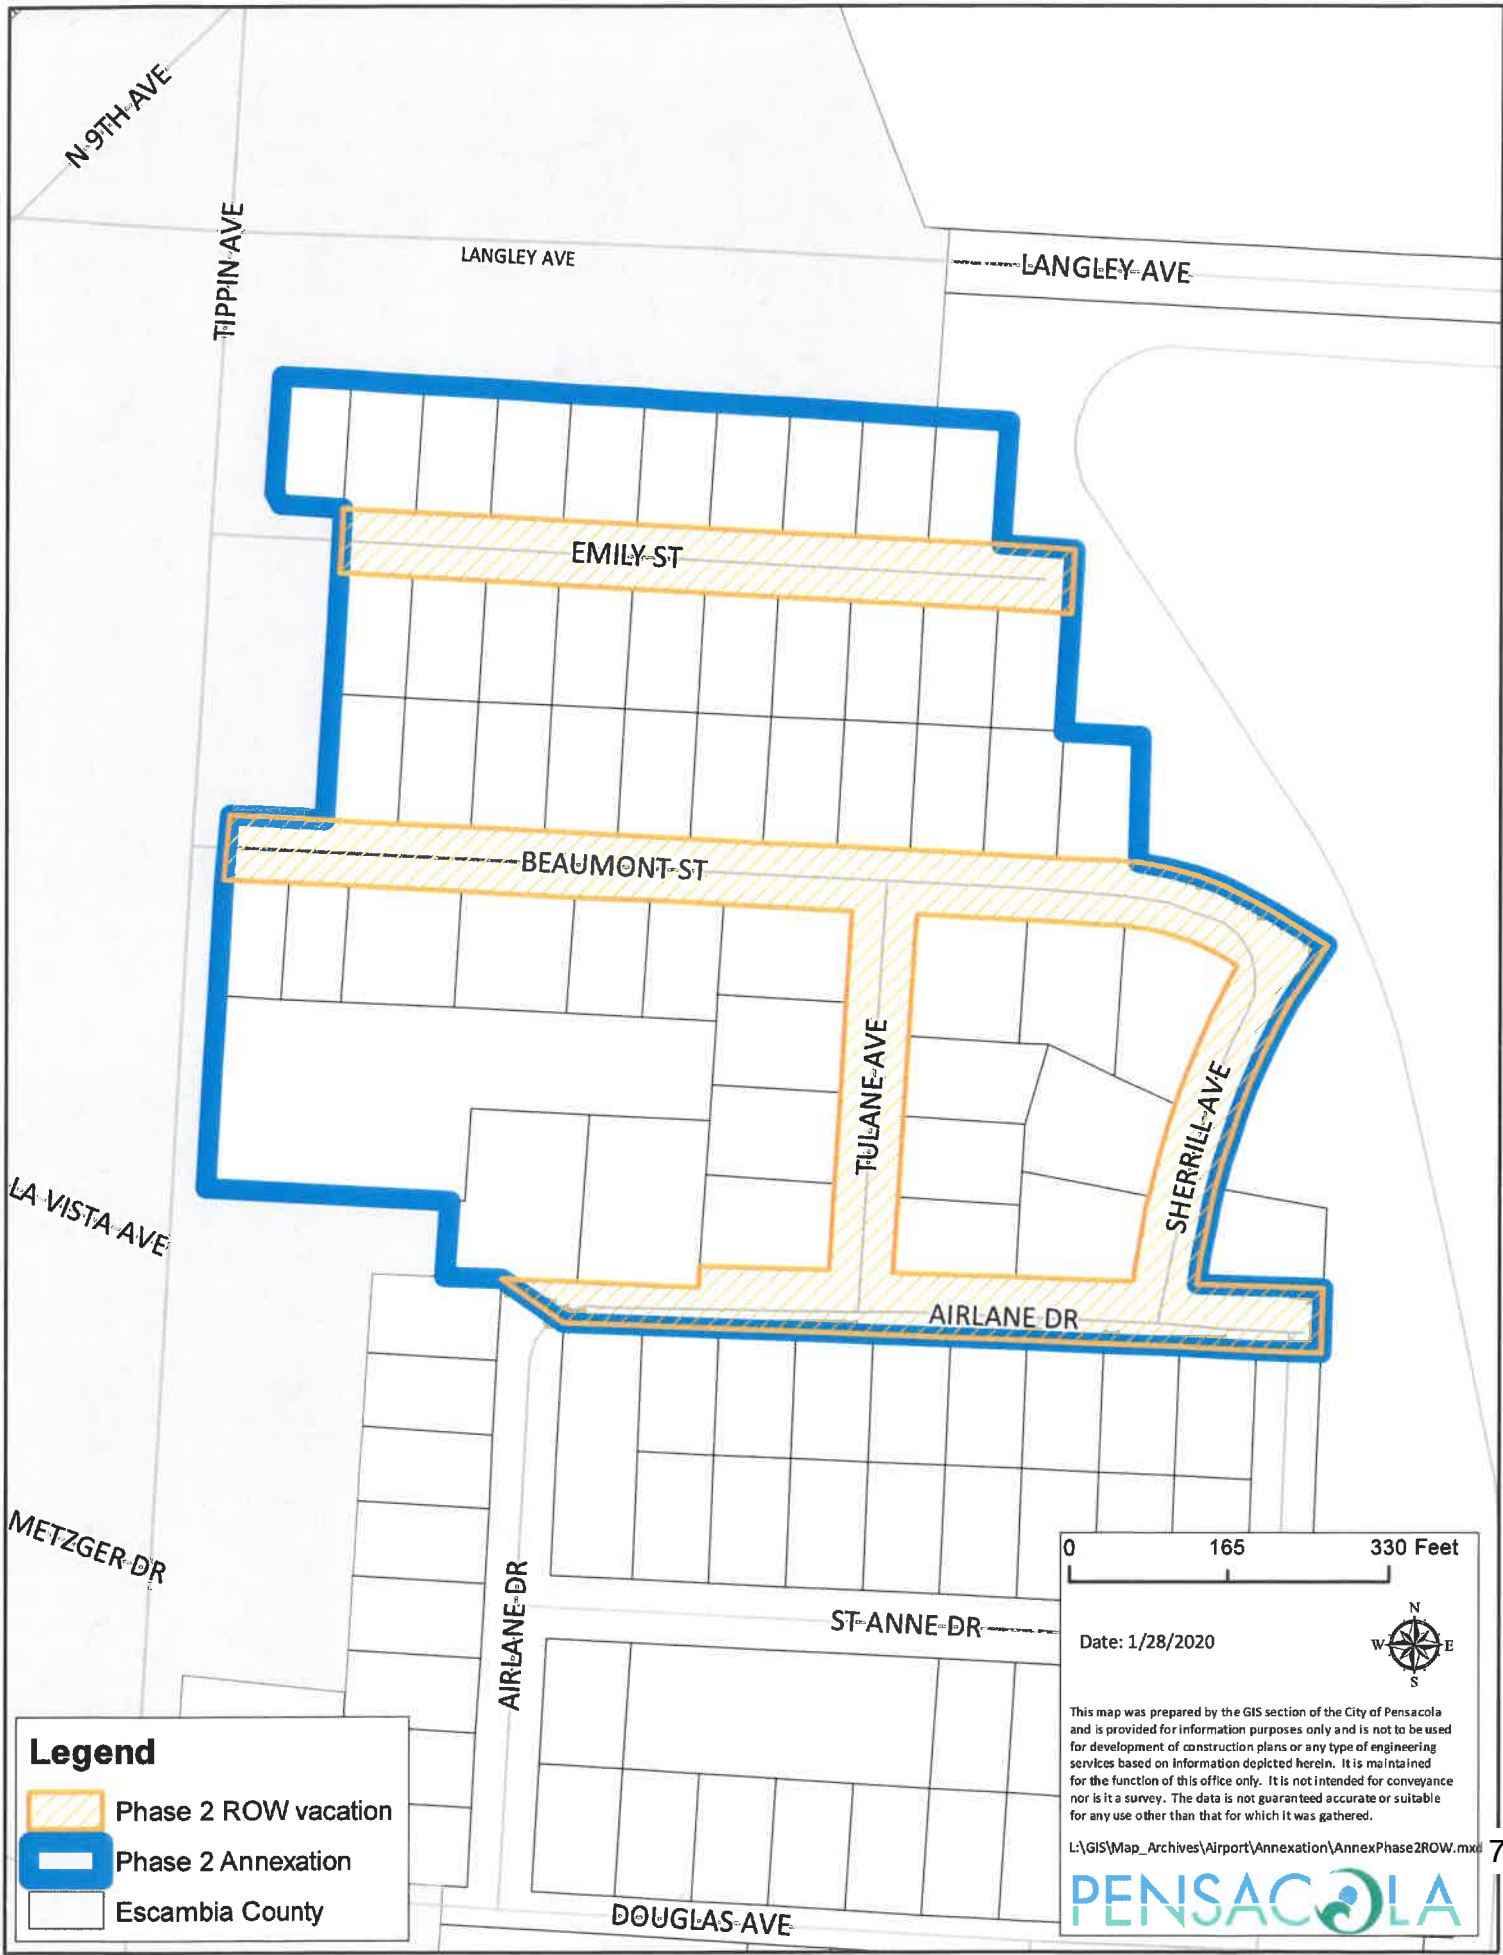 N 9TH AVE
TIPPIN AVE
LANGLEY AVE
LANGLEY AVE
EMILY ST
BEAUMONT ST
TULANE AVE
SHERRILL AVE
LA VISTA AVE
AIRLANE DR
METZGER DR
AIRLANE DR
ST ANNE DR
DOUGLAS AVE
0 165 330 Feet
N
W E
S
Date: 1/28/2020
This map was prepared by the GIS section of the City of Pensacola
and is provided for information purposes only and is not to be used
for development of construction plans or any type of engineering
services based on information depicted herein. It is maintained
for the function of this office only. It is not intended for conveyance
nor is it a survey. The data is not guaranteed accurate or suitable
for any use other than that for which it was gathered.
L:\GIS\Map_Archives\Airport\Annexation\AnnexPhase2ROW.mxd
7
PENSACOLA
Legend
Phase 2 ROW vacation
Phase 2 Annexation
Escambia County